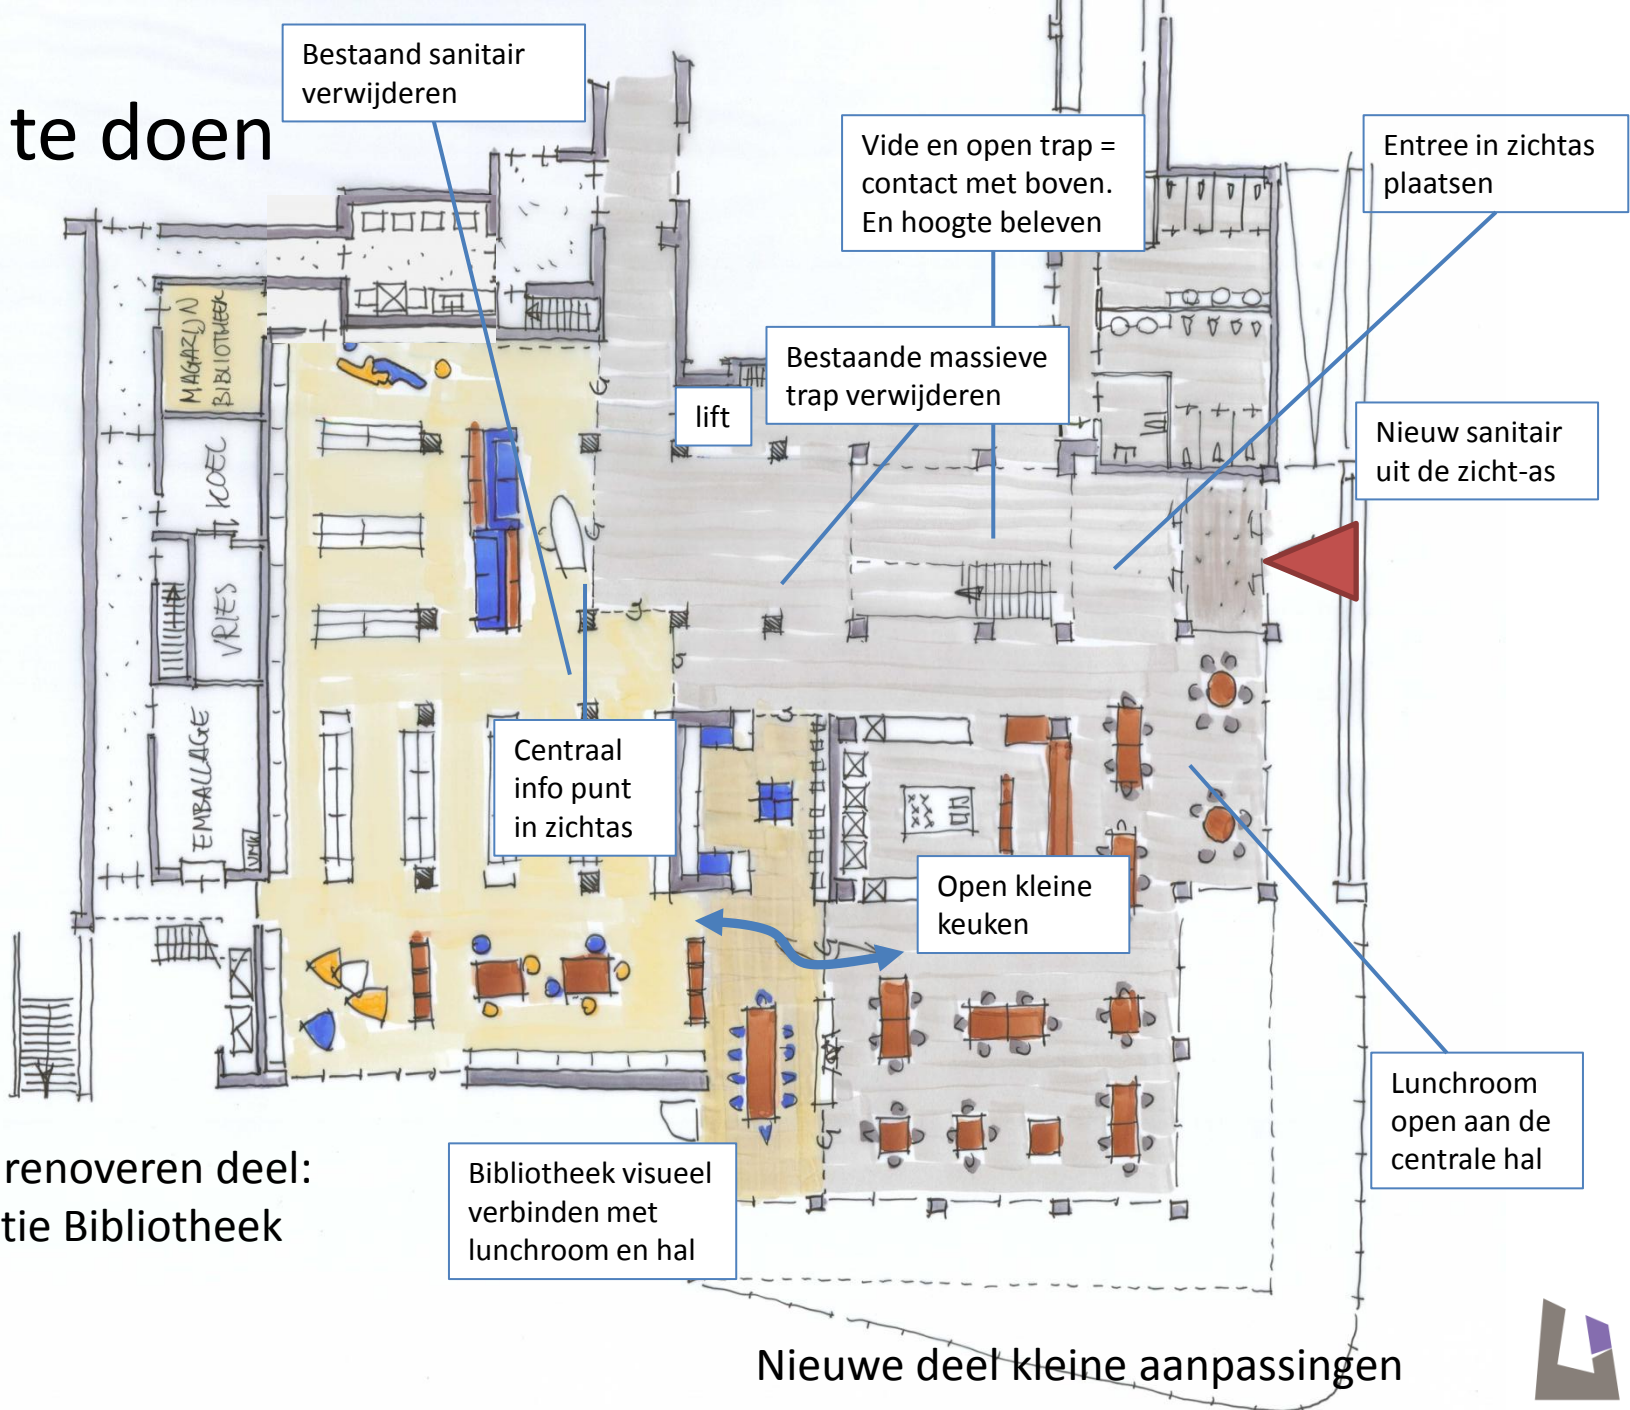 Bestaand sanitair
verwijderen
te doen
Vide en open trap =
contact met boven.
En hoogte beleven
Entree in zichtas
plaatsen
Bestaande massieve
trap verwijderen
lift
Nieuw sanitair
uit de zicht-as
MAGAZIJN
BIBLIOTHEEK
KOEL
VRIES
EMBALLAGE
Centraal
info punt
in zichtas
Open kleine
keuken
Lunchroom
open aan de
centrale hal
renoveren deel:
tie Bibliotheek
Bibliotheek visueel
verbinden met
lunchroom en hal
Nieuwe deel kleine aanpassingen